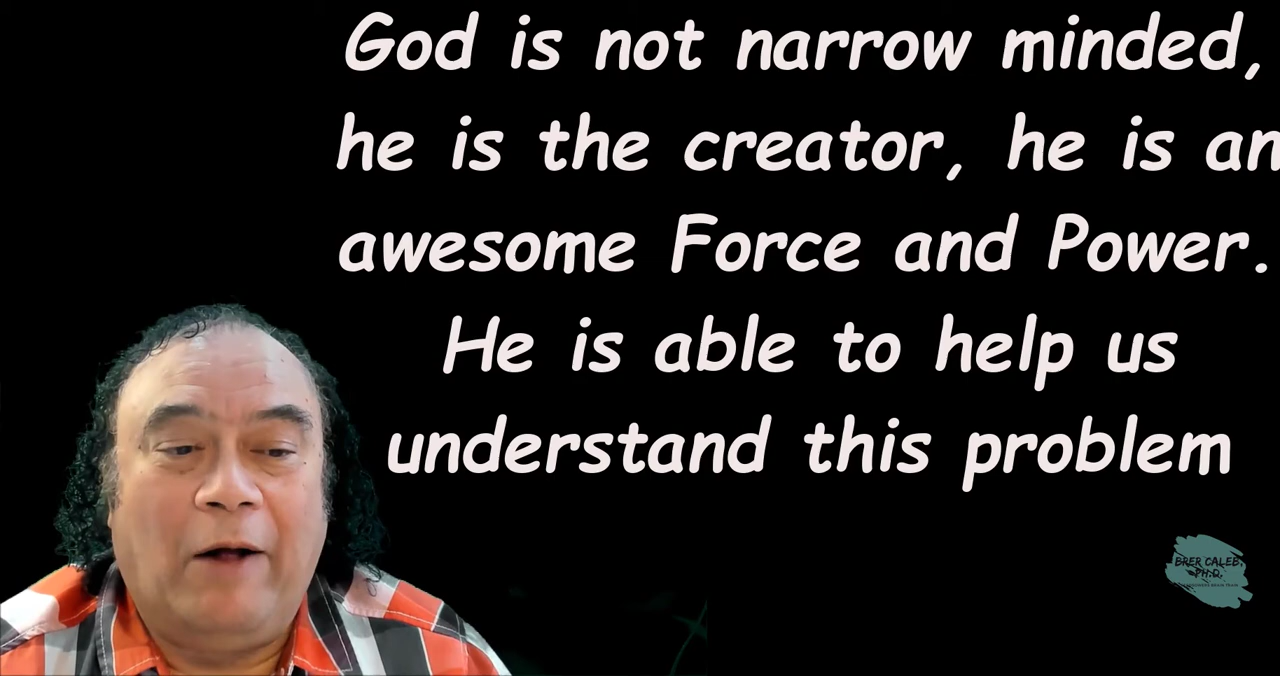 God is not narrow minded,
he is the creator, he is an
awesome Force and Power.
He is able to help us
understand this problem
BRER CALEB,
PH.D.